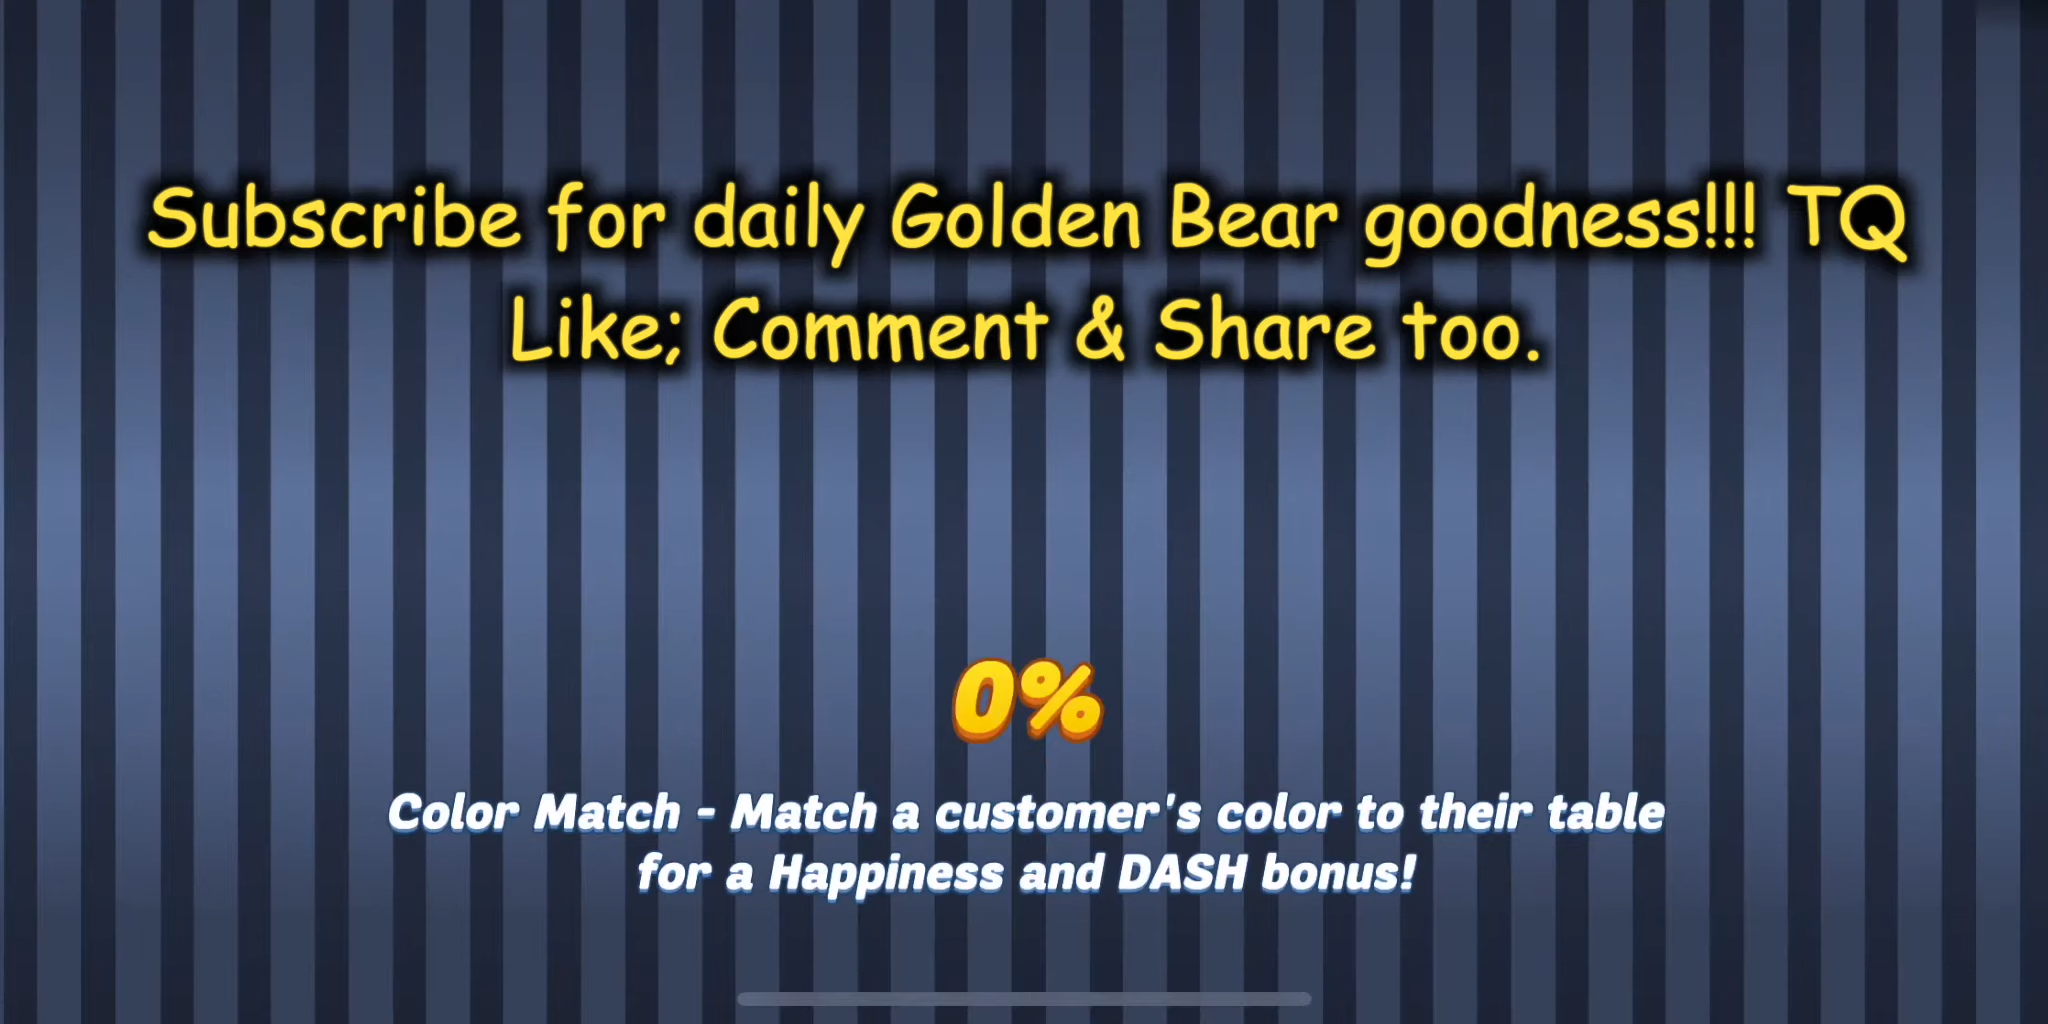 Subscribe for daily Golden Bear goodness!!! TQ
Like; Comment & Share too.
0%
Color Match - Match a customer's color to their table
for a Happiness and DASH bonus!